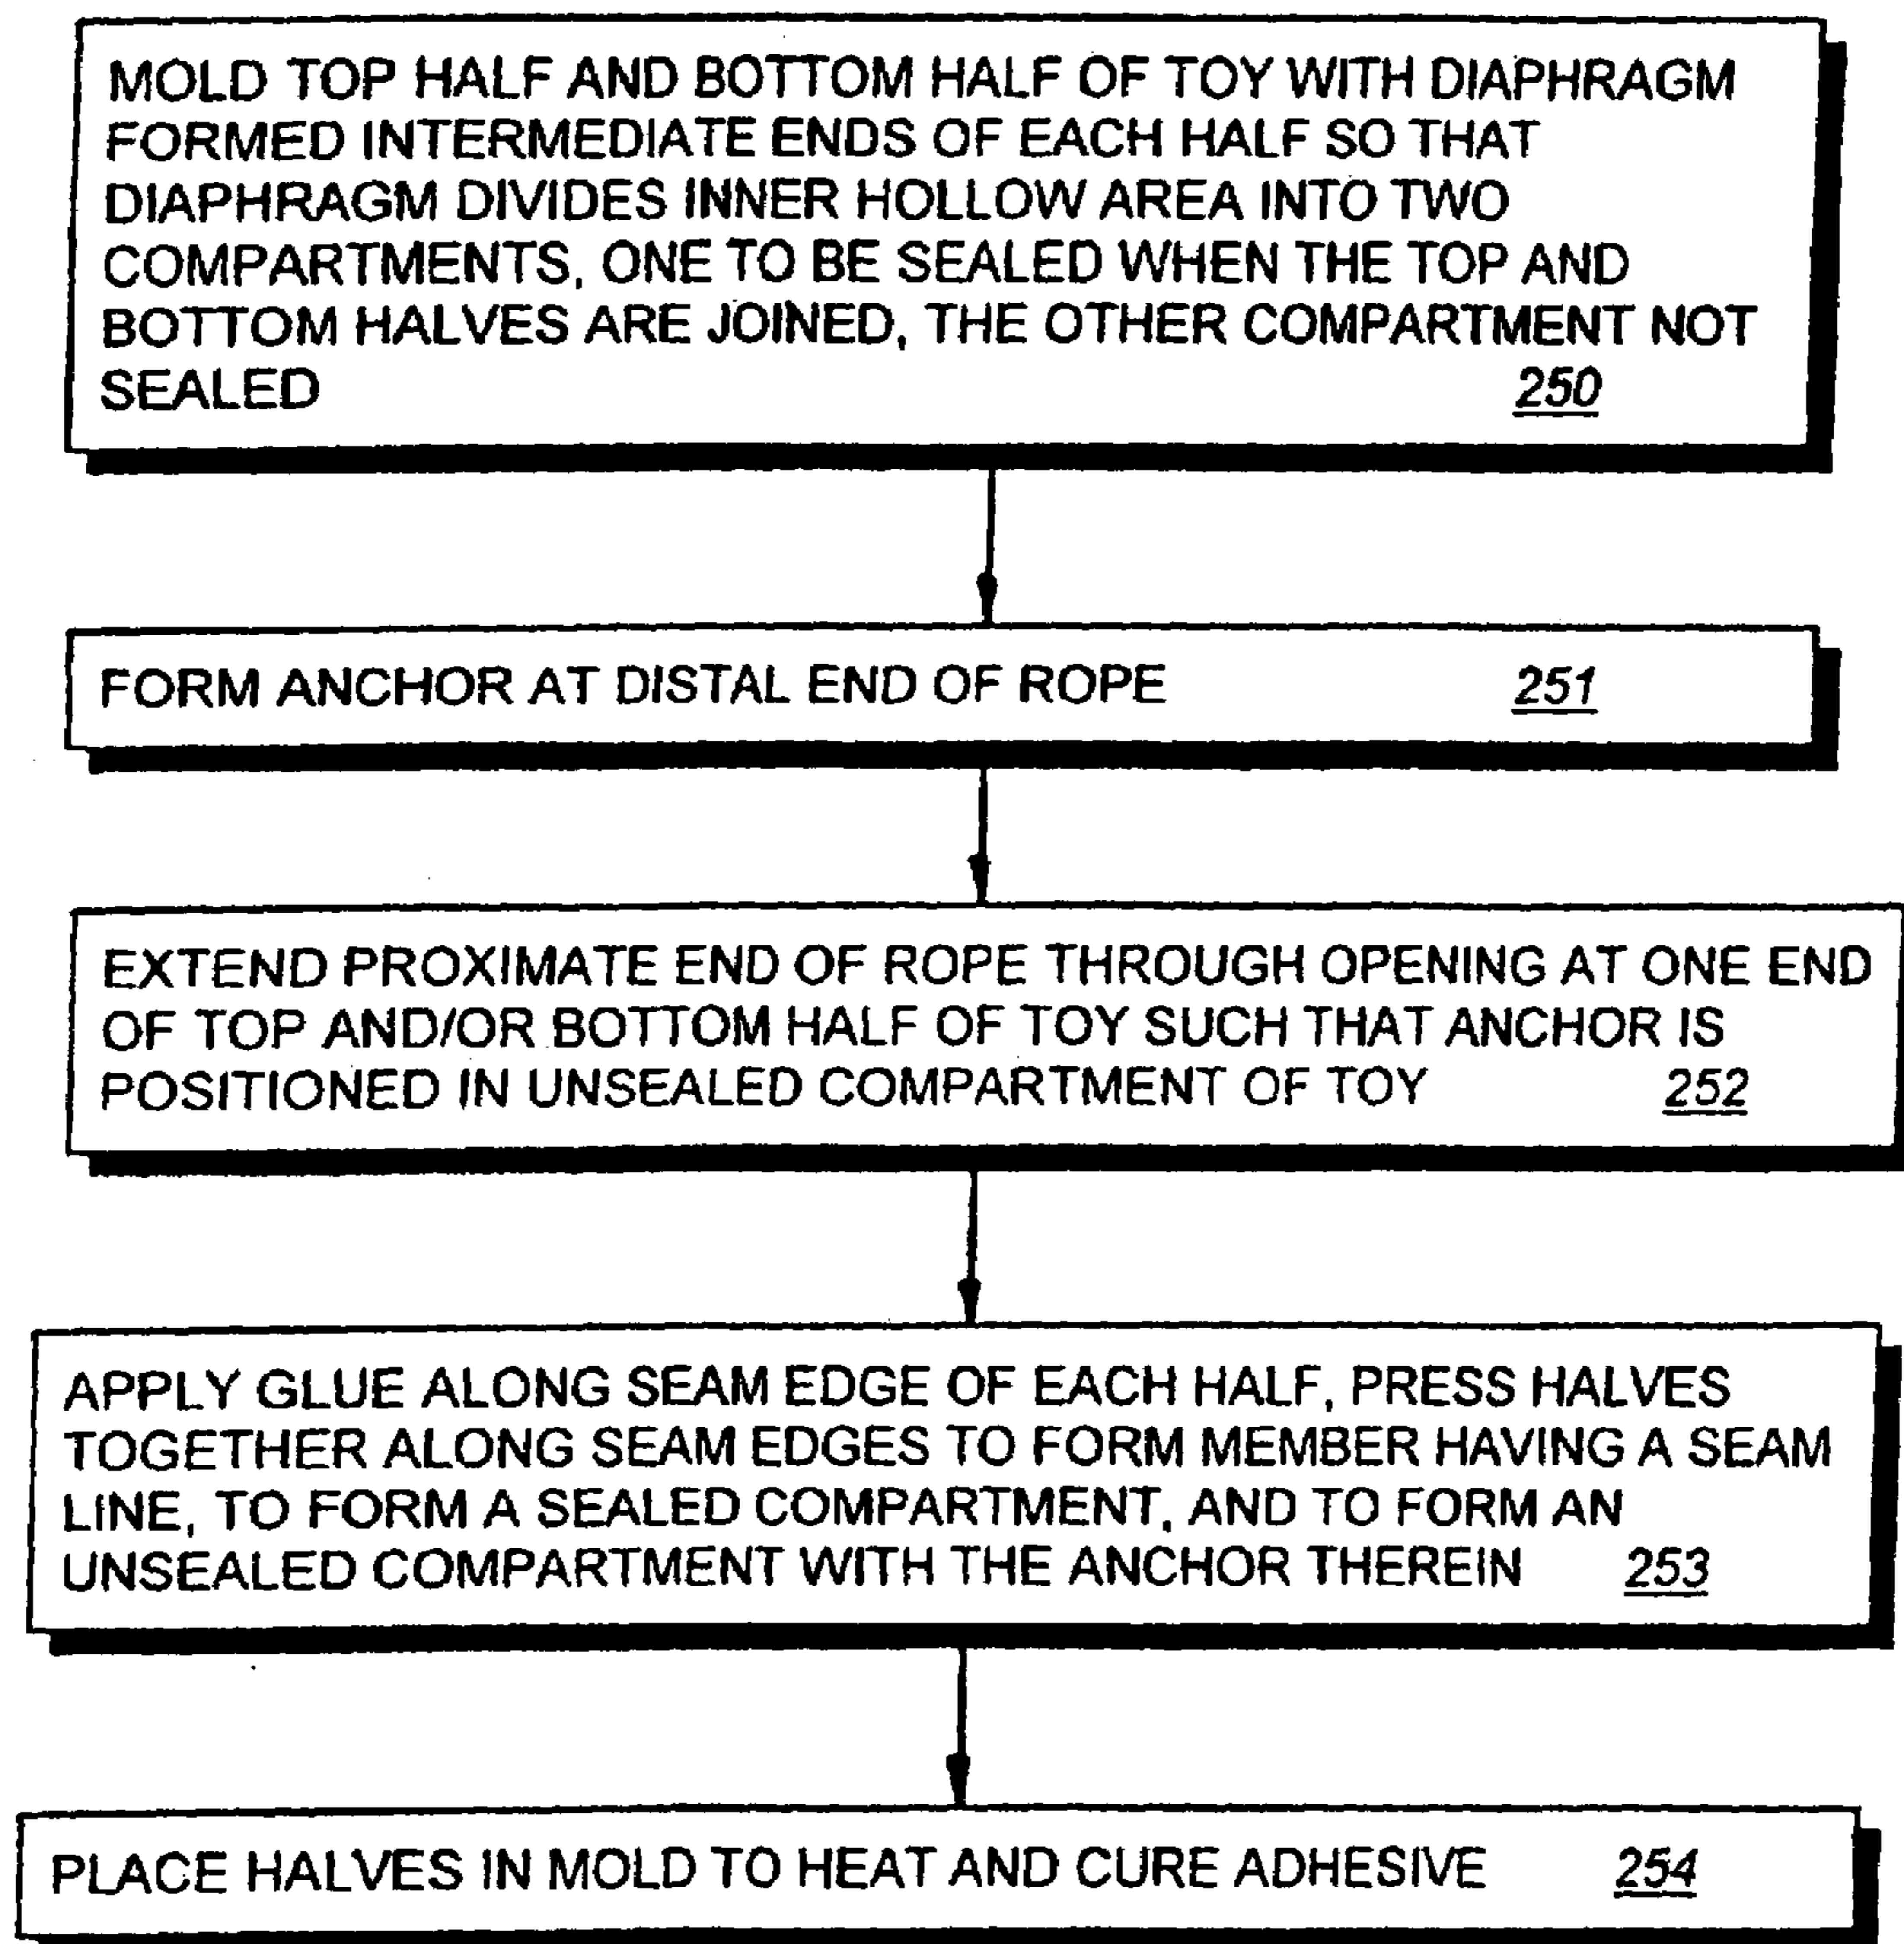 MOLD TOP HALF AND BOTTOM HALF OF TOY WITH DIAPHRAGM
FORMED INTERMEDIATE ENDS OF EACH HALF SO THAT
DIAPHRAGM DIVIDES INNER HOLLOW AREA INTO TWO
COMPARTMENTS, ONE TO BE SEALED WHEN THE TOP AND
BOTTOM HALVES ARE JOINED, THE OTHER COMPARTMENT NOT
SEALED 250
FORM ANCHOR AT DISTAL END OF ROPE 251
EXTEND PROXIMATE END OF ROPE THROUGH OPENING AT ONE END
OF TOP AND/OR BOTTOM HALF OF TOY SUCH THAT ANCHOR IS
POSITIONED IN UNSEALED COMPARTMENT OF TOY 252
APPLY GLUE ALONG SEAM EDGE OF EACH HALF, PRESS HALVES
TOGETHER ALONG SEAM EDGES TO FORM MEMBER HAVING A SEAM
LINE, TO FORM A SEALED COMPARTMENT, AND TO FORM AN
UNSEALED COMPARTMENT WITH THE ANCHOR THEREIN 253
PLACE HALVES IN MOLD TO HEAT AND CURE ADHESIVE 254